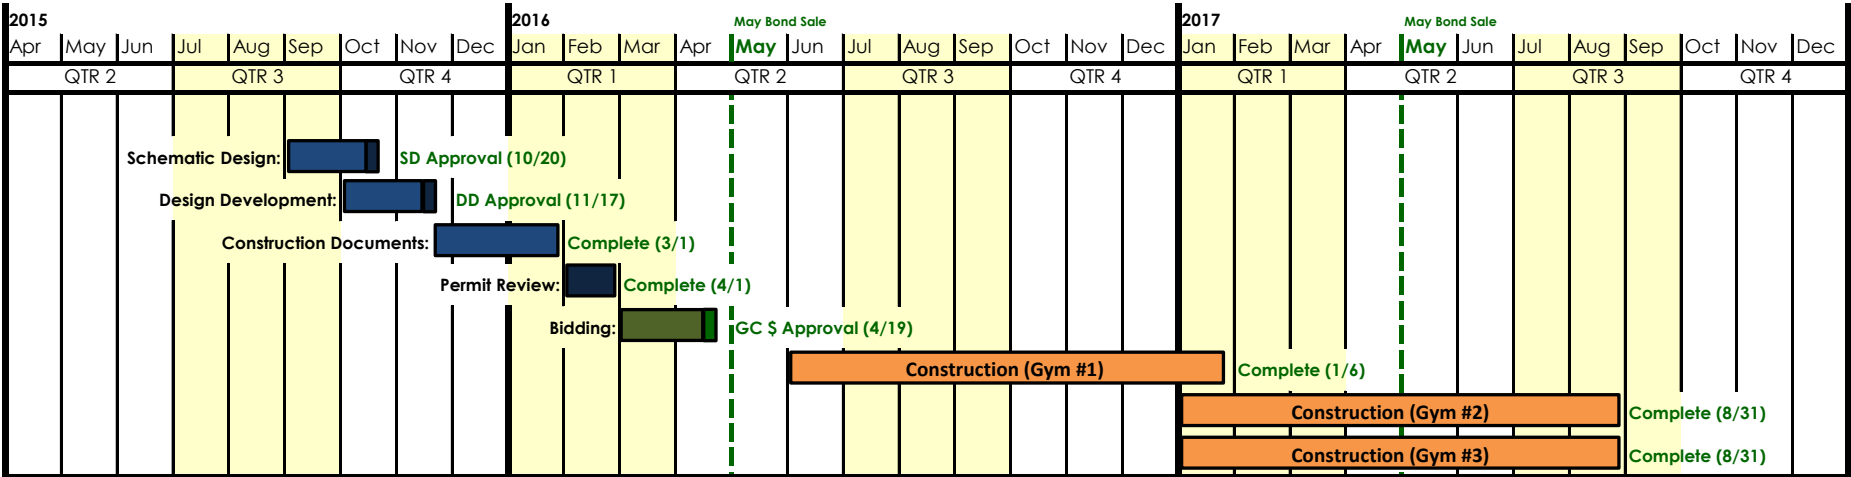 2015 2016 May Bond Sale 2017 May Bond Sale
Apr May Jun Jul Aug Sep Oct Nov Dec Jan Feb Mar Apr May Jun Jul Aug Sep Oct Nov Dec Jan Feb Mar Apr May Jun Jul Aug Sep Oct Nov Dec
QTR 2 QTR 3 QTR 4 QTR 1 QTR 2 QTR 3 QTR 4 QTR 1 QTR 2 QTR 3 QTR 4
Schematic Design: SD Approval (10/20)
Design Development: DD Approval (11/17)
Construction Documents: Complete (3/1)
Permit Review: Complete (4/1)
Bidding: GC $ Approval (4/19)
Construction (Gym #1) Complete (1/6)
Construction (Gym #2) Complete (8/31)
Construction (Gym #3) Complete (8/31)